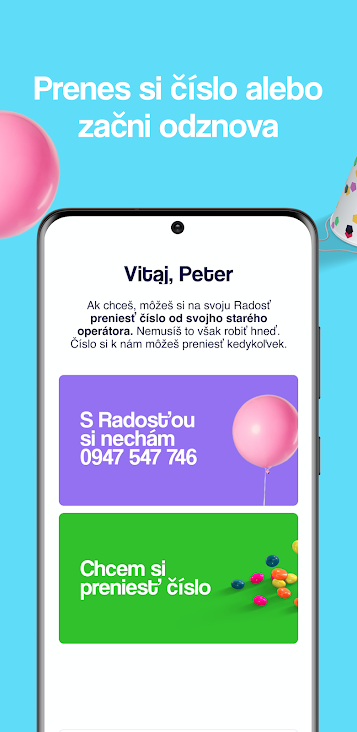 Prenes si číslo alebo
začni odznova
Vitaj, Peter
Ak chceš, môžeš si na svoju Radosť
preniesť číslo od svojho starého
operátora. Nemusíš to však robiť hneď.
Číslo si k nám môžeš preniesť kedykoľvek.
S Radosťou
si nechám
0947 547 746
Chcem si
preniesť číslo